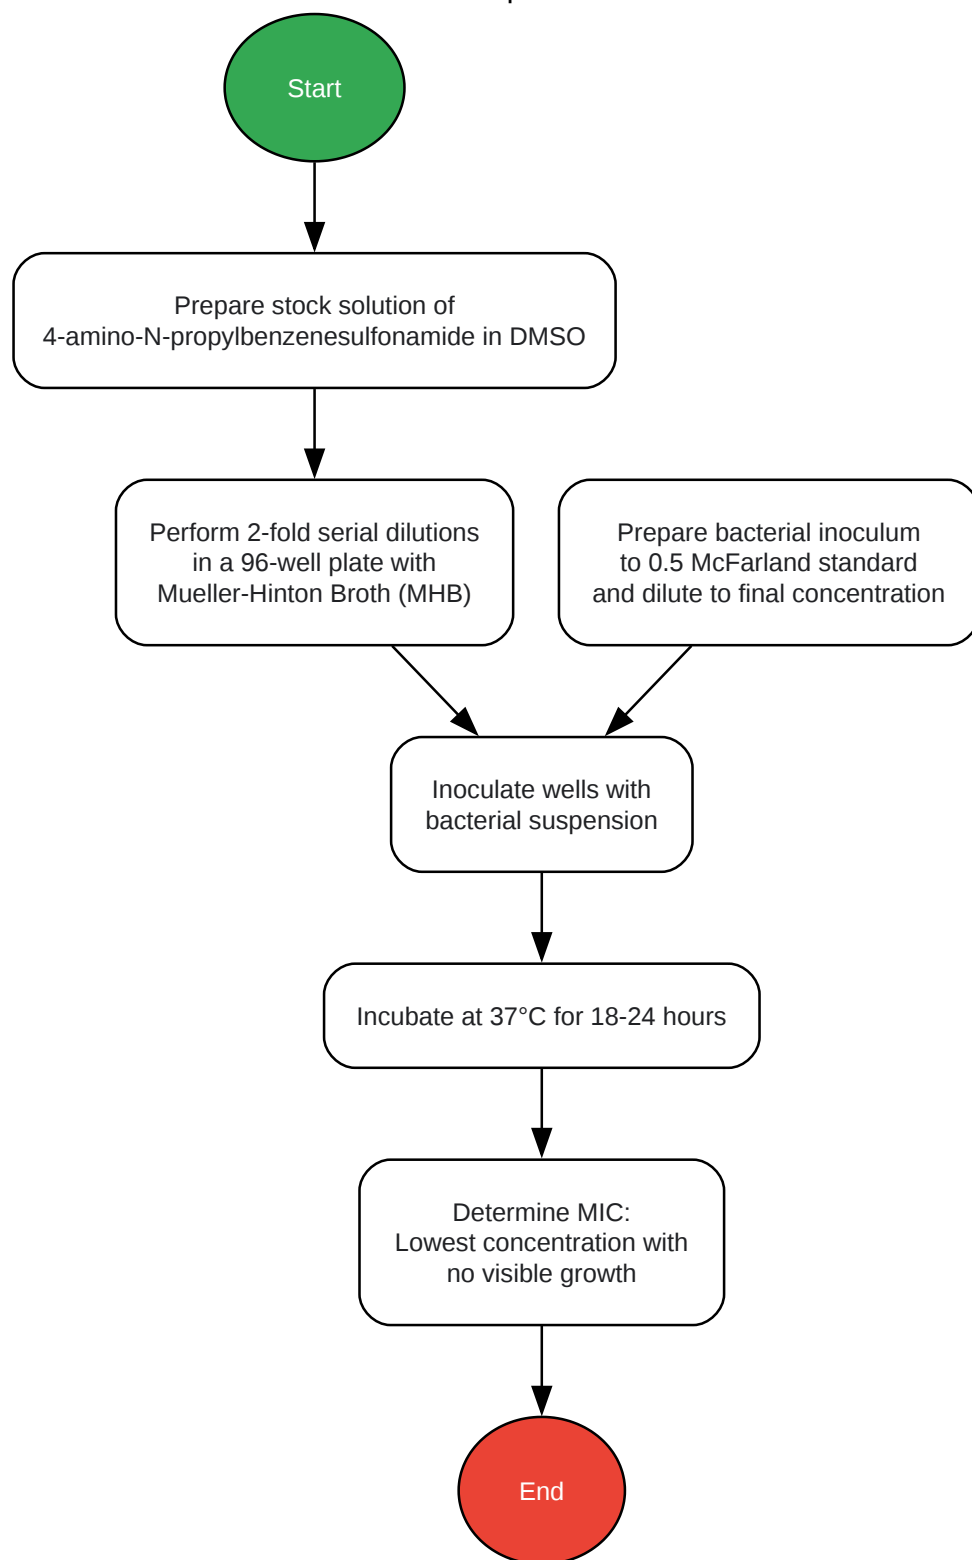 Start
Prepare stock solution of
4-amino-N-propylbenzenesulfonamide in DMSO
Perform 2-fold serial dilutions
in a 96-well plate with
Mueller-Hinton Broth (MHB)
Prepare bacterial inoculum
to 0.5 McFarland standard
and dilute to final concentration
Inoculate wells with
bacterial suspension
Incubate at 37°C for 18-24 hours
Determine MIC:
Lowest concentration with
no visible growth
End